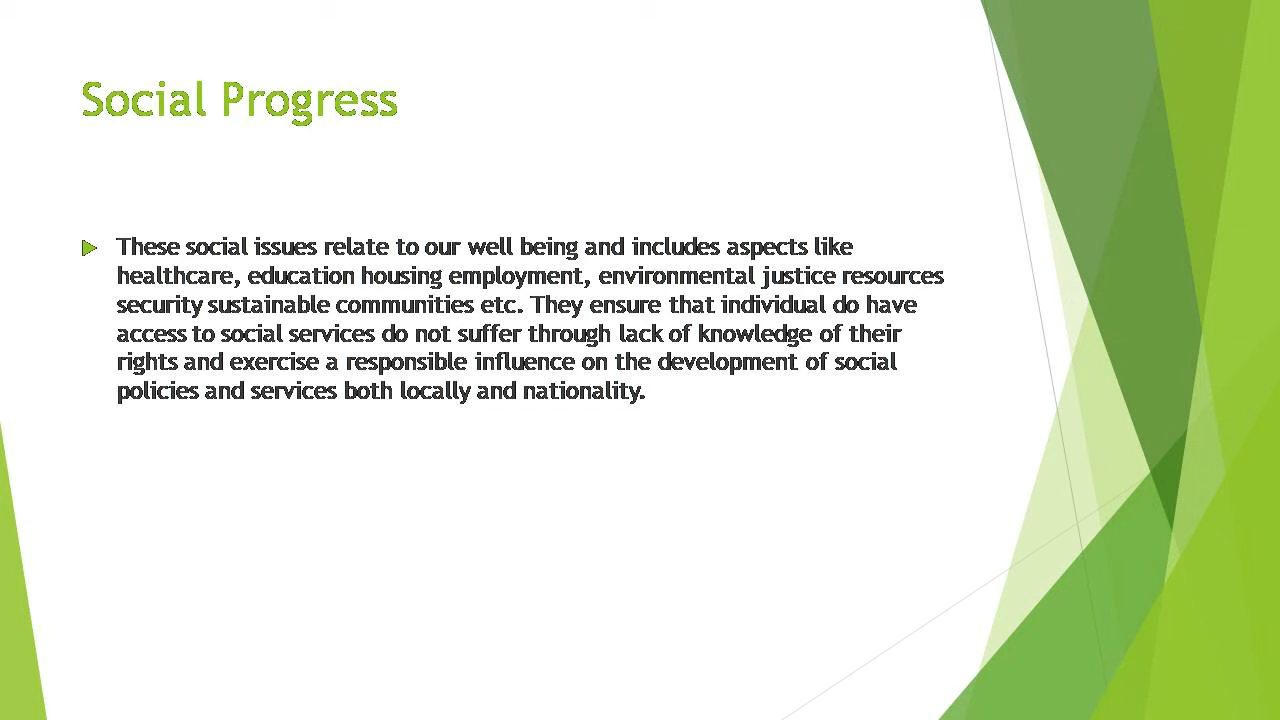 Social Progress
These social issues relate to our well being and includes aspects like
healthcare, education housing employment, environmental justice resources
security sustainable communities etc. They ensure that individual do have
access to social services do not suffer through lack of knowledge of their
rights and exercise a responsible influence on the development of social
policies and services both locally and nationality.